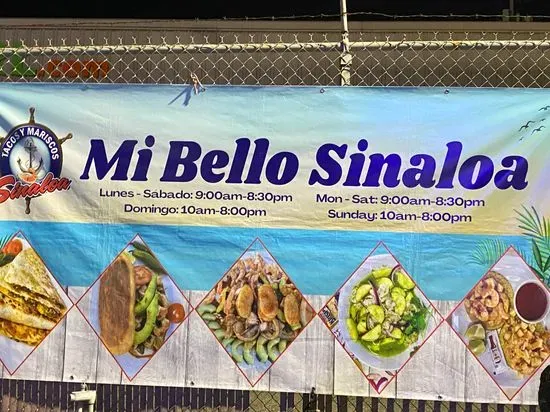 .com
TACOS Y MARISCOS
Sinaloa
Mi Bello Sinaloa
Lunes - Sabado: 9:00am-8:30pm
Domingo: 10am-8:00pm
Mon - Sat: 9:00am-8:30pm
Sunday: 10am-8:00pm